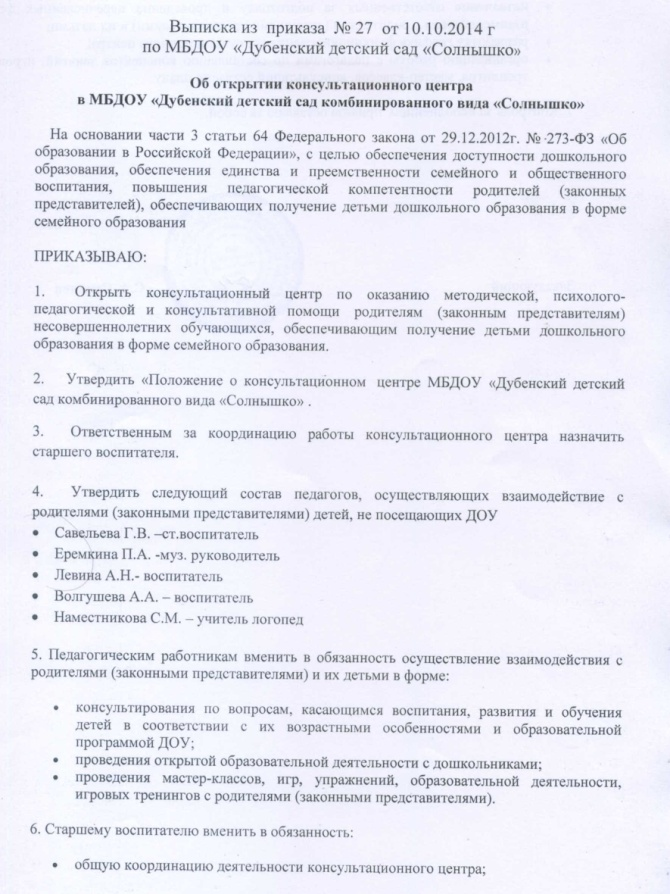 Выписка из приказа № 27 от 10.10.2014 г
по МБДОУ «Дубенский детский сад «Солнышко»
Об открытии консультационного центра
в МБДОУ «Дубенский детский сад комбинированного вида «Солнышко»
На основании части 3 статьи 64 Федерального закона от 29.12.2012г. № 273-ФЗ «Об
образовании в Российской Федерации», с целью обеспечения доступности дошкольного
образования, обеспечения единства и преемственности семейного и общественного
воспитания, повышения педагогической компетентности родителей (законных
представителей), обеспечивающих получение детьми дошкольного образования в форме
семейного образования
ПРИКАЗЫВАЮ:
1. Открыть консультационный центр по оказанию методической, психолого-
педагогической и консультативной помощи родителям (законным представителям)
несовершеннолетних обучающихся, обеспечивающим получение детьми дошкольного
образования в форме семейного образования.
2. Утвердить «Положение о консультационном центре МБДОУ «Дубенский детский
сад комбинированного вида «Солнышко» .
3. Ответственным за координацию работы консультационного центра назначить
старшего воспитателя.
4. Утвердить следующий состав педагогов, осуществляющих взаимодействие с
родителями (законными представителями) детей, не посещающих ДОУ
• Савельева Г.В. –ст.воспитатель
• Еремкина П.А. -муз. руководитель
• Левина А.Н.- воспитатель
• Волгушева А.А. – воспитатель
• Наместникова С.М. – учитель логопед
5. Педагогическим работникам вменить в обязанность осуществление взаимодействия с
родителями (законными представителями) и их детьми в форме:
• консультирования по вопросам, касающимся воспитания, развития и обучения
детей в соответствии с их возрастными особенностями и образовательной
программой ДОУ;
• проведения открытой образовательной деятельности с дошкольниками;
• проведения мастер-классов, игр, упражнений, образовательной деятельности,
игровых тренингов с родителями (законными представителями).
6. Старшему воспитателю вменить в обязанность:
• общую координацию деятельности консультационного центра;